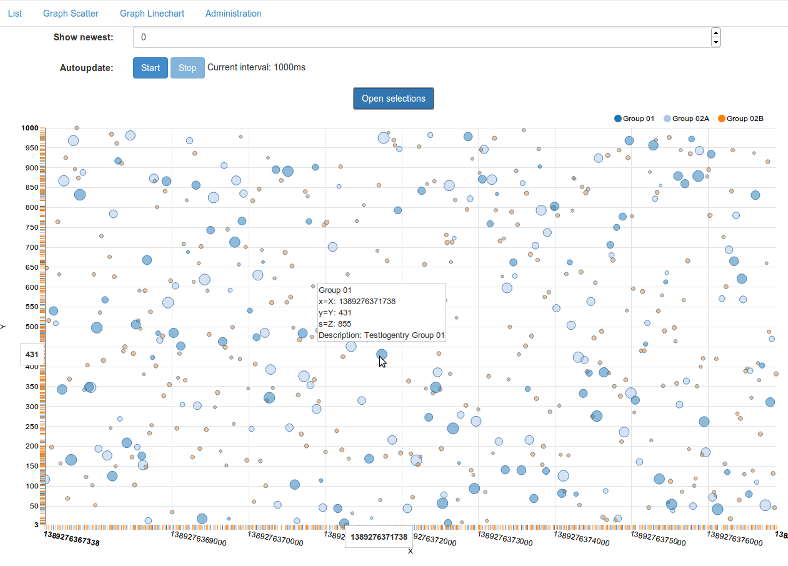 List Graph Scatter Graph Linechart Administration
Show newest: 0
Autoupdate: Start Stop Current interval: 1000ms
Open selections
Group 01 Group 02A Group 02B
1000
950
900
850
800
750
700
650
600
550
500
450
431
400
350
300
250
200
150
100
50
3
Y
Group 01
x=X: 1389276371738
y=Y: 431
s=Z: 855
Description: Testlogentry Group 01
1389276367338
1389276369000
1389276370000
1389276371738
1389276372000
1389276373000
1389276374000
1389276375000
1389276376000
X